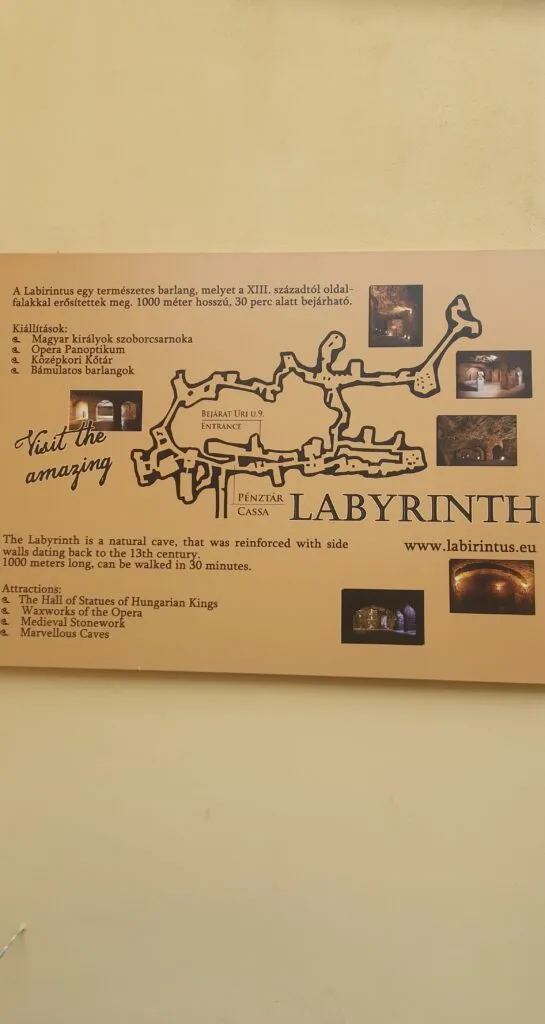 A Labirintus egy természetes barlang, melyet a XIII. századtól oldal-
falakkal erősítettek meg. 1000 méter hosszú, 30 perc alatt bejárható.
Kiállítások:
Magyar királyok szoborcsarnoka
Opera Panoptikum
Középkori Kőtár
Bámulatos barlangok
Visit the
amazing
Bejárat Uri u.9.
Entrance
Pénztár
Cassa
LABYRINTH
www.labirintus.eu
The Labyrinth is a natural cave, that was reinforced with side
walls dating back to the 13th century.
1000 meters long, can be walked in 30 minutes.
Attractions:
The Hall of Statues of Hungarian Kings
Waxworks of the Opera
Medieval Stonework
Marvellous Caves